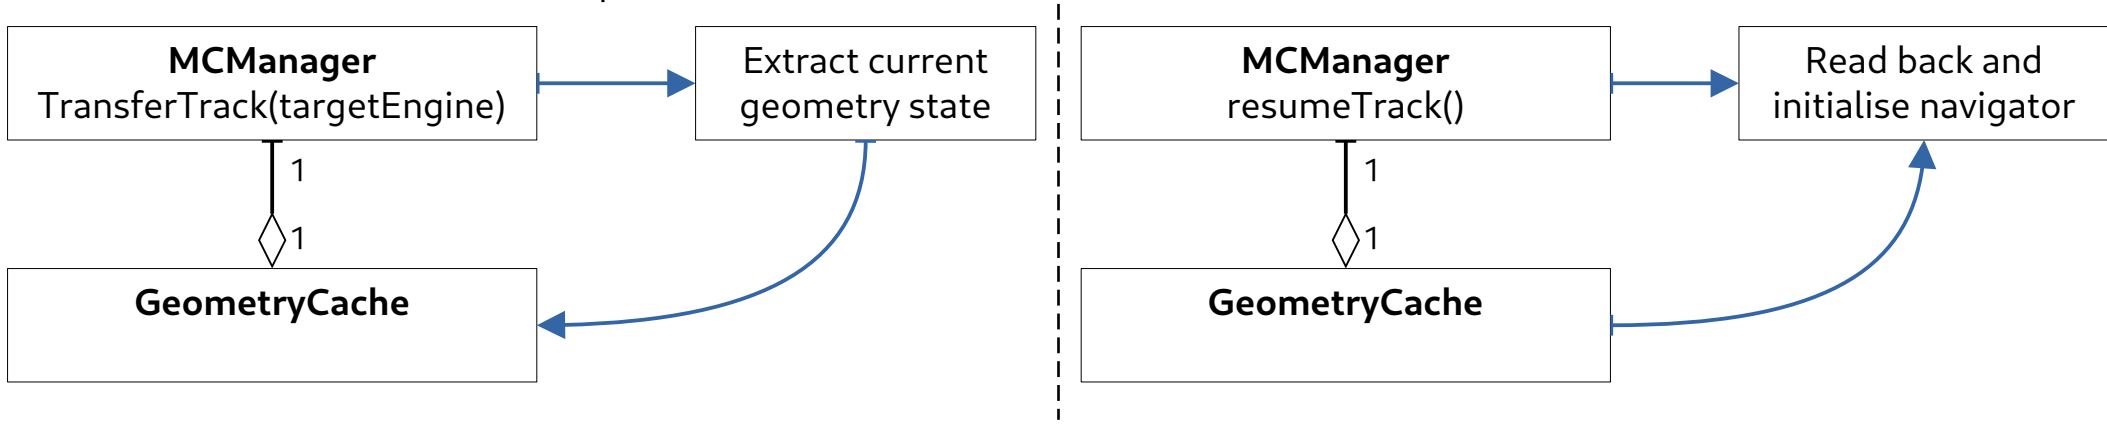 MCManager
TransferTrack(targetEngine)
Extract current
geometry state
1
1
GeometryCache
MCManager
resumeTrack()
Read back and
initialise navigator
1
1
GeometryCache